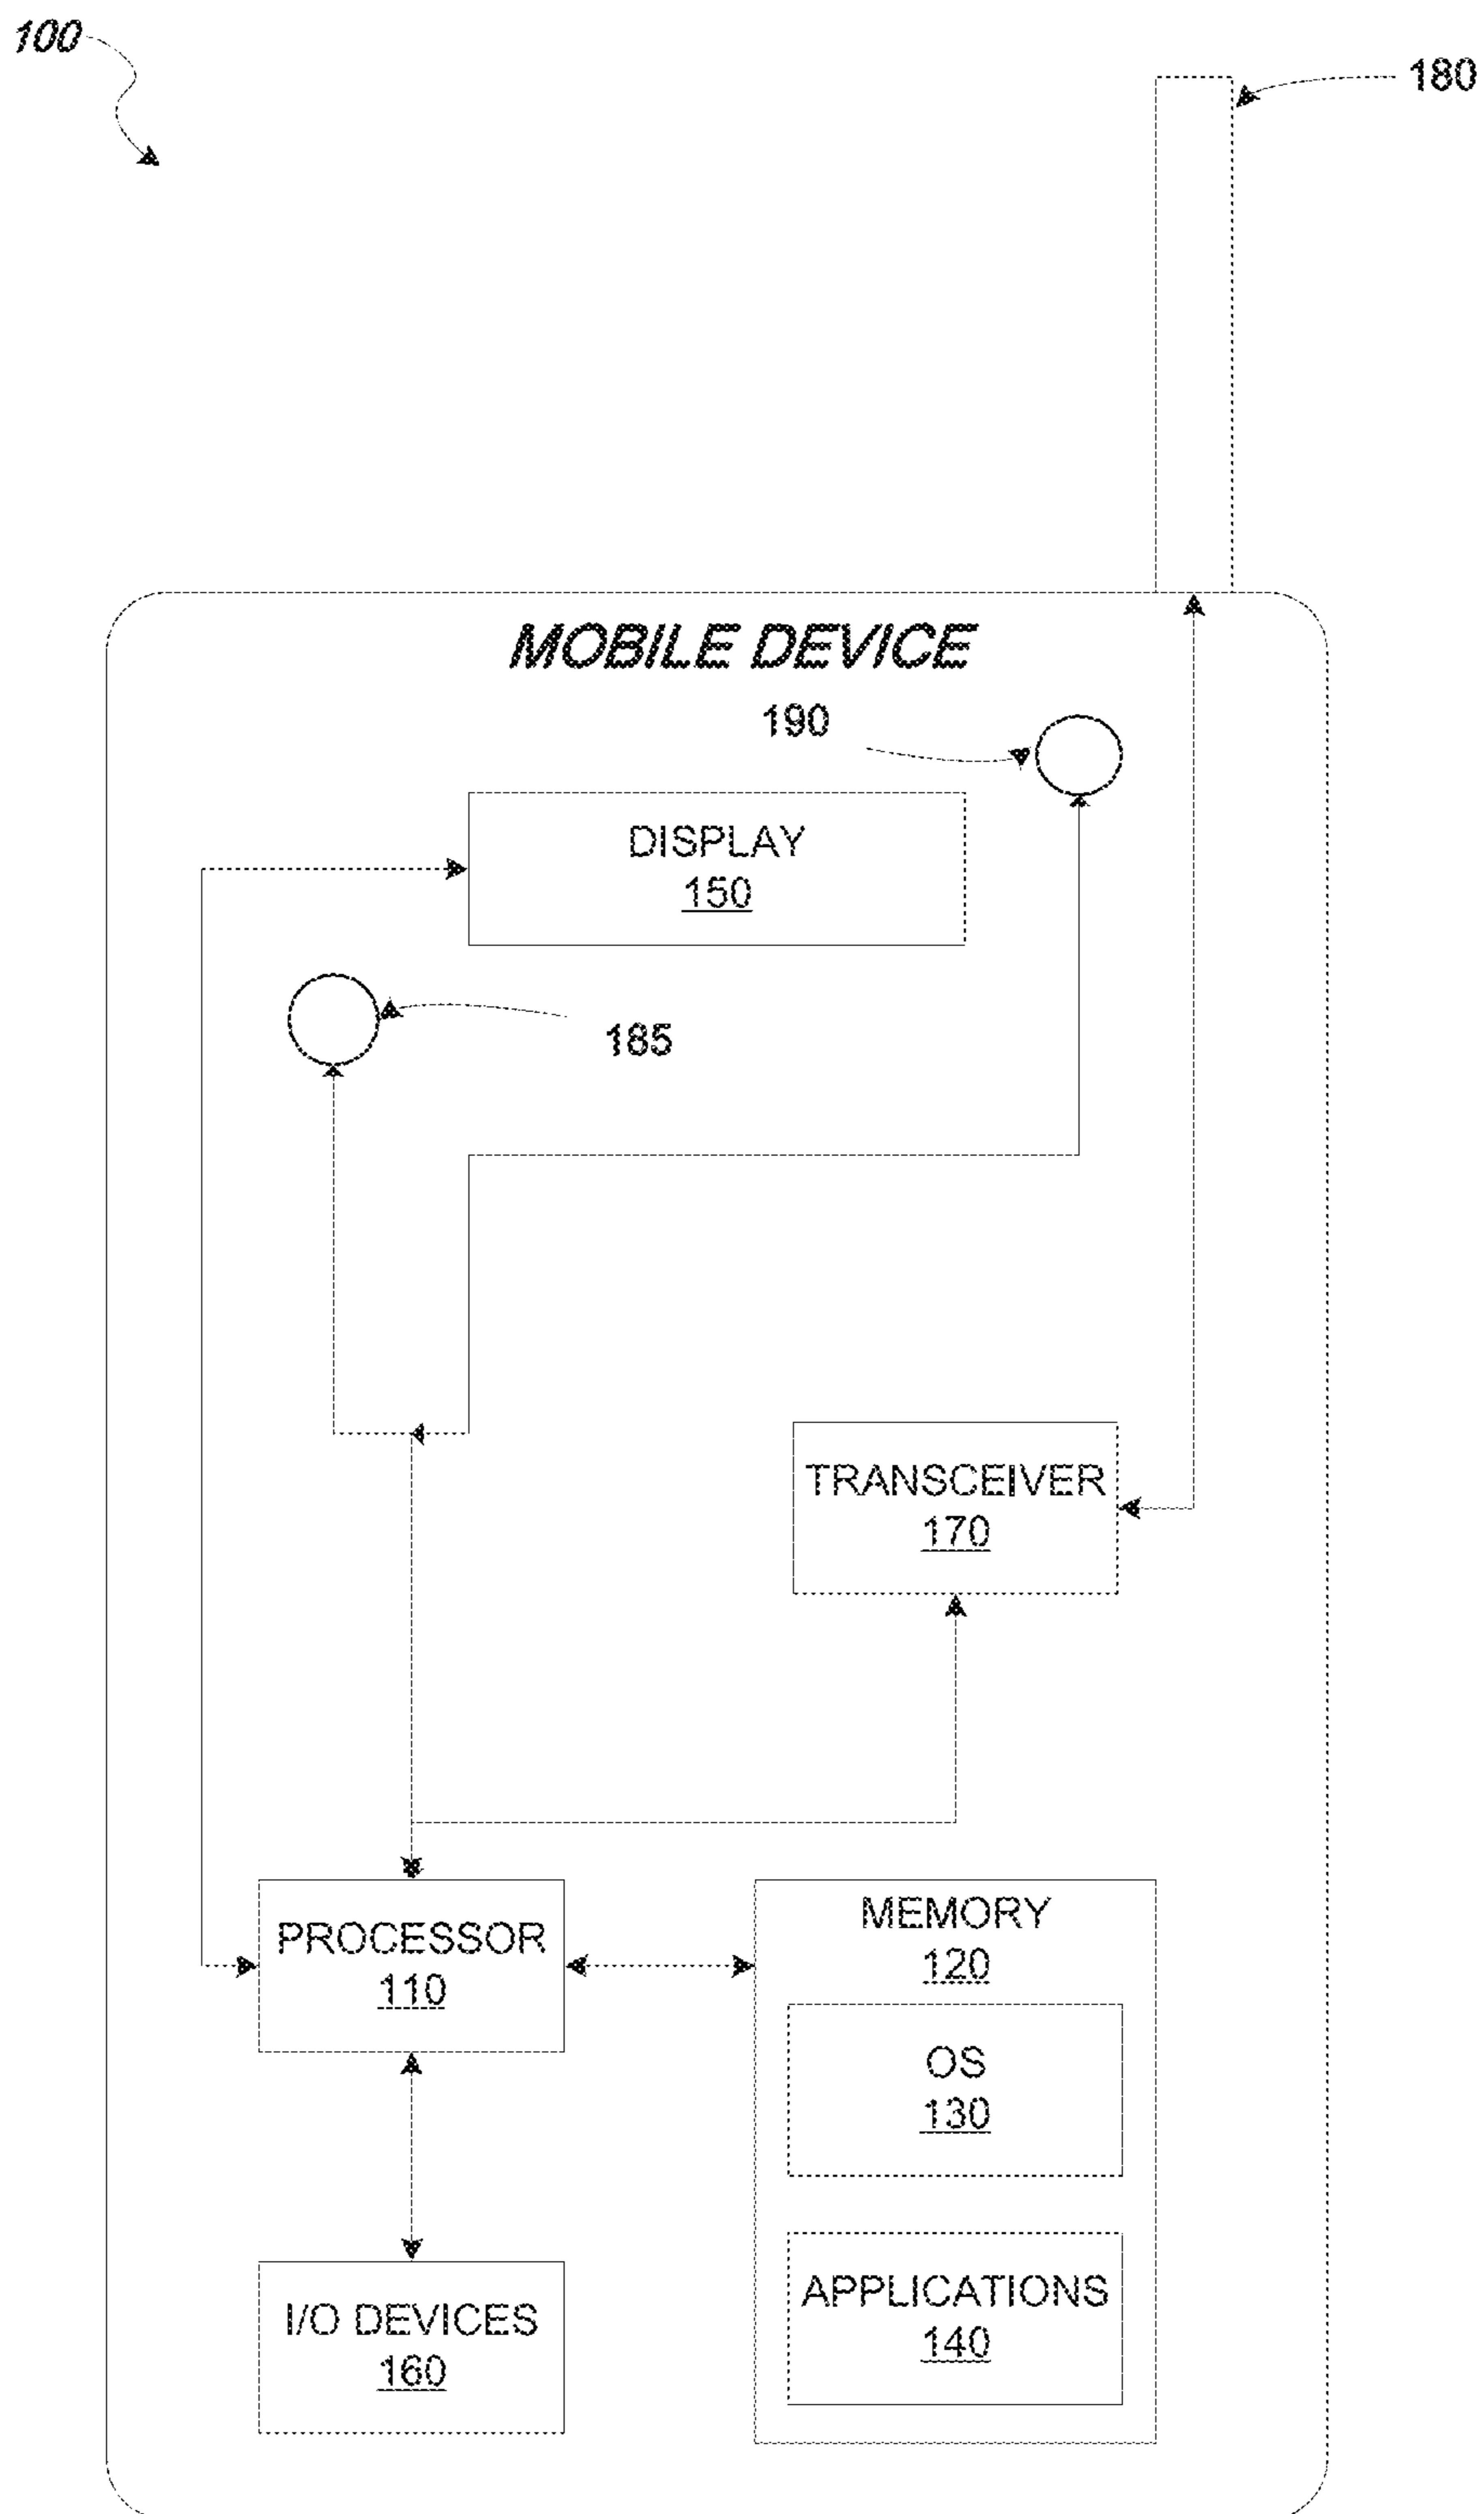 100
180
MOBILE DEVICE
190
DISPLAY
150
185
TRANSCEIVER
170
PROCESSOR
110
MEMORY
120
OS
130
APPLICATIONS
140
I/O DEVICES
160